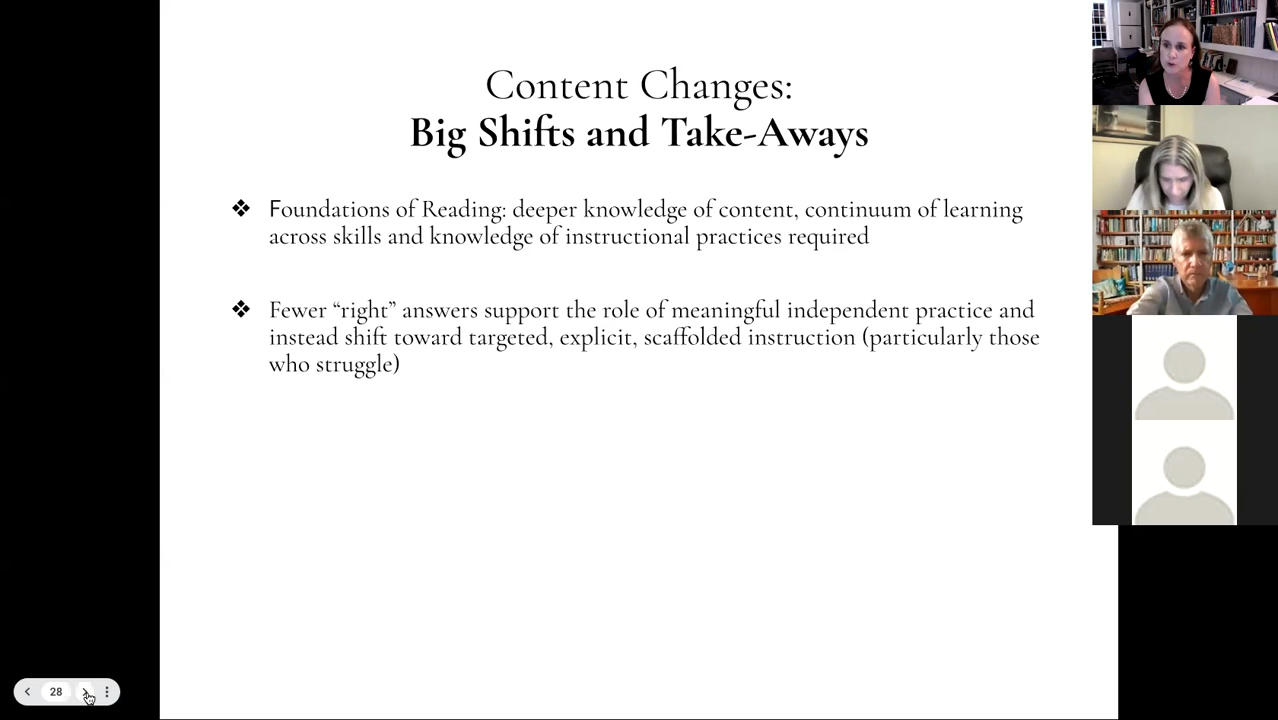 Content Changes:
Big Shifts and Take-Aways
❖ Foundations of Reading: deeper knowledge of content, continuum of learning
across skills and knowledge of instructional practices required
❖ Fewer “right” answers support the role of meaningful independent practice and
instead shift toward targeted, explicit, scaffolded instruction (particularly those
who struggle)
28